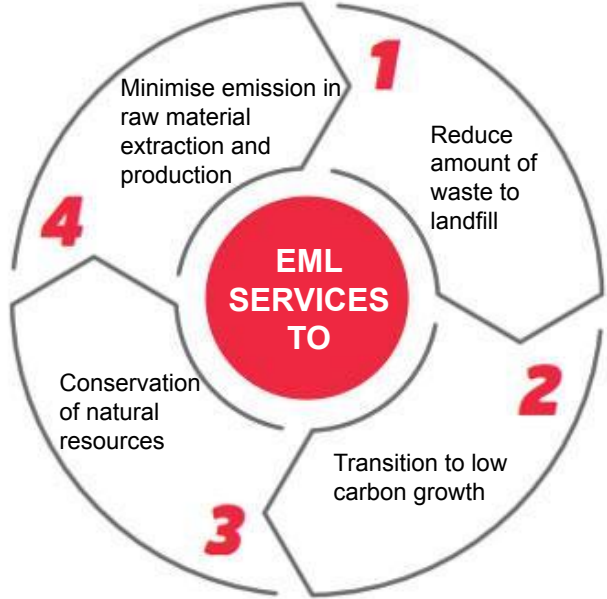 EML
SERVICES
TO
1
Reduce
amount of
waste to
landfill
2
Transition to low
carbon growth
3
Conservation
of natural
resources
4
Minimise emission in
raw material
extraction and
production